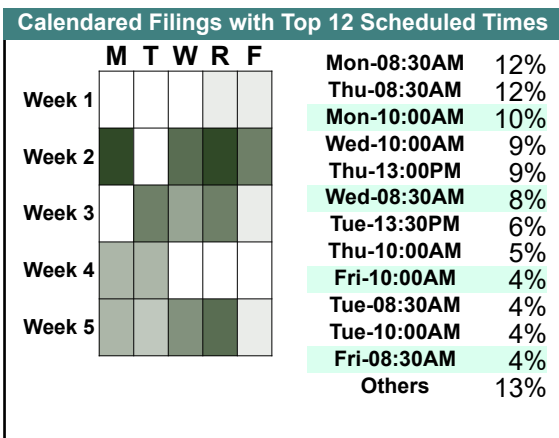 Calendared Filings with Top 12 Scheduled Times
M T W R F
Week 1
Week 2
Week 3
Week 4
Week 5
Mon-08:30AM 12%
Thu-08:30AM 12%
Mon-10:00AM 10%
Wed-10:00AM 9%
Thu-13:00PM 9%
Wed-08:30AM 8%
Tue-13:30PM 6%
Thu-10:00AM 5%
Fri-10:00AM 4%
Tue-08:30AM 4%
Tue-10:00AM 4%
Fri-08:30AM 4%
Others 13%